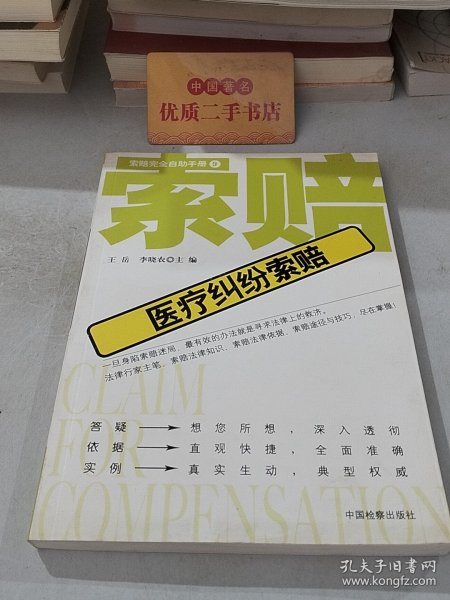 中国著名
优质二手书店
索赔完全自助手册 9
索赔
王岳 李晓农◎主编
医疗纠纷索赔
一旦身陷索赔迷局，最有效的办法就是寻求法律上的救济。
法律行家主笔，索赔法律知识、索赔法律依据、索赔途径与技巧，尽在掌握！
CLAIM
FOR
COMPENSATION
答疑→想您所想，深入透彻
依据→直观快捷，全面准确
实例→真实生动，典型权威
中国检察出版社
孔夫子旧书网
www.kongfz.com